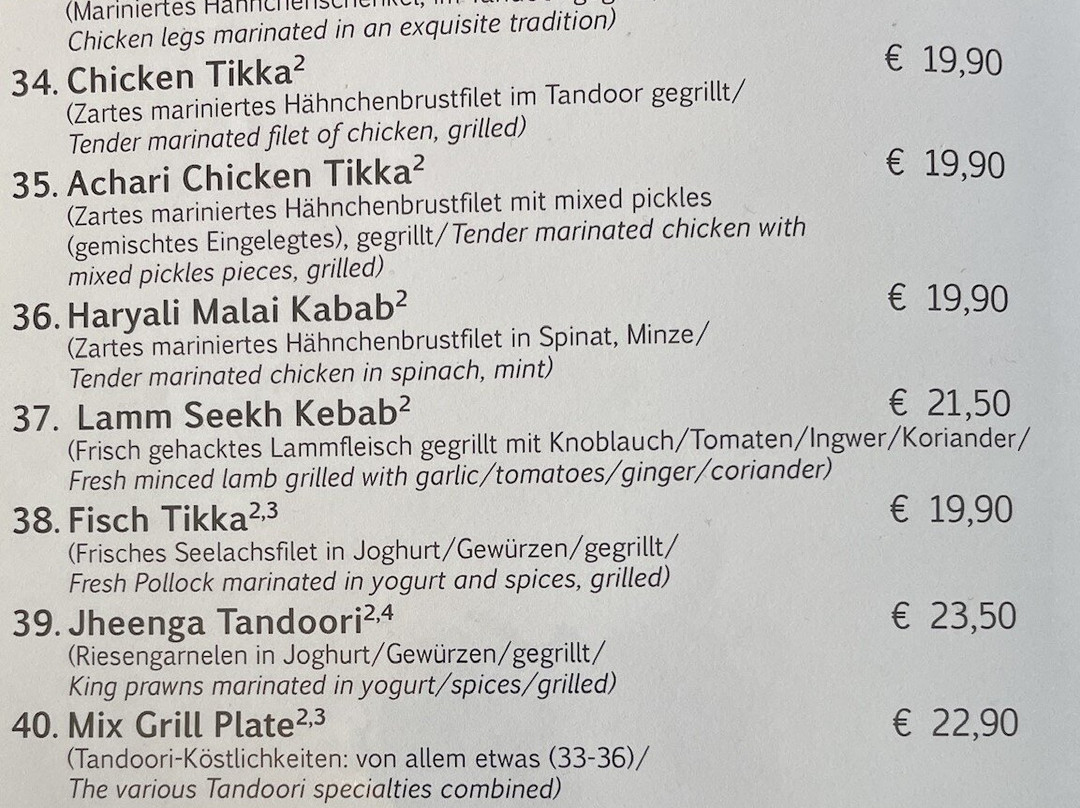 (Mariniertes Hähnchenschenkel, im
Chicken legs marinated in an exquisite tradition)
34. Chicken Tikka² € 19,90
(Zartes mariniertes Hähnchenbrustfilet im Tandoor gegrillt/
Tender marinated filet of chicken, grilled)
35. Achari Chicken Tikka² € 19,90
(Zartes mariniertes Hähnchenbrustfilet mit mixed pickles
(gemischtes Eingelegtes), gegrillt/Tender marinated chicken with
mixed pickles pieces, grilled)
36. Haryali Malai Kabab² € 19,90
(Zartes mariniertes Hähnchenbrustfilet in Spinat, Minze/
Tender marinated chicken in spinach, mint)
37. Lamm Seekh Kebab² € 21,50
(Frisch gehacktes Lammfleisch gegrillt mit Knoblauch/Tomaten/Ingwer/Koriander/
Fresh minced lamb grilled with garlic/tomatoes/ginger/coriander)
38. Fisch Tikka²,³ € 19,90
(Frisches Seelachsfilet in Joghurt/Gewürzen/gegrillt/
Fresh Pollock marinated in yogurt and spices, grilled)
39. Jheenga Tandoori²,⁴ € 23,50
(Riesengarnelen in Joghurt/Gewürzen/gegrillt/
King prawns marinated in yogurt/spices/grilled)
40. Mix Grill Plate²,³ € 22,90
(Tandoori-Köstlichkeiten: von allem etwas (33-36)/
The various Tandoori specialties combined)